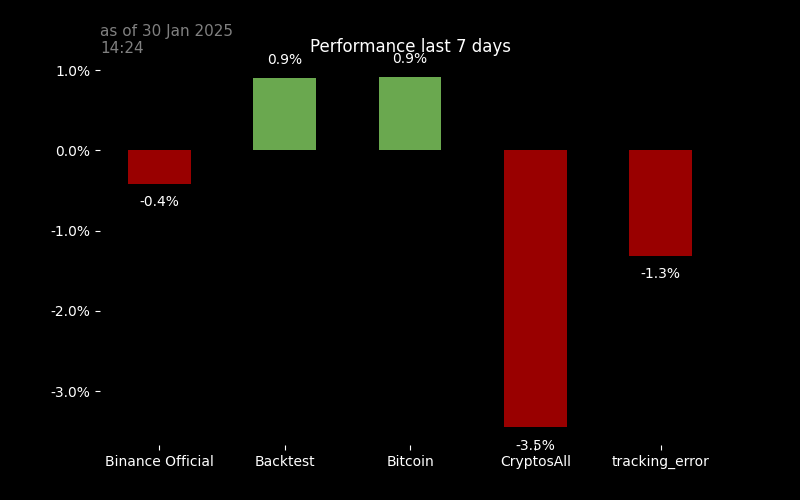 as of 30 Jan 2025
14:24
Performance last 7 days
1.0%
0.0%
-1.0%
-2.0%
-3.0%
-0.4%
0.9%
0.9%
-3.5%
-1.3%
Binance Official
Backtest
Bitcoin
CryptosAll
tracking_error